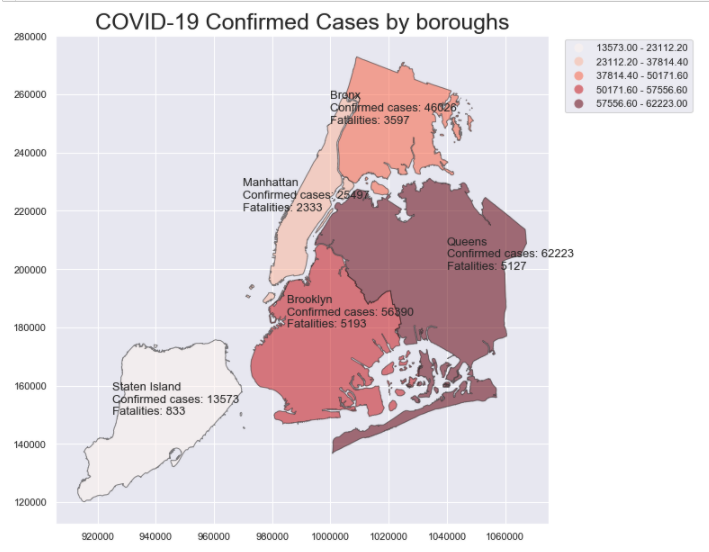 COVID-19 Confirmed Cases by boroughs
13573.00 - 23112.20
23112.20 - 37814.40
37814.40 - 50171.60
50171.60 - 57556.60
57556.60 - 62223.00
280000
260000
240000
220000
200000
180000
160000
140000
120000
Bronx
Confirmed cases: 46026
Fatalities: 3597
Manhattan
Confirmed cases: 25497
Fatalities: 2333
Queens
Confirmed cases: 62223
Fatalities: 5127
Brooklyn
Confirmed cases: 56390
Fatalities: 5193
Staten Island
Confirmed cases: 13573
Fatalities: 833
920000
940000
960000
980000
1000000
1020000
1040000
1060000